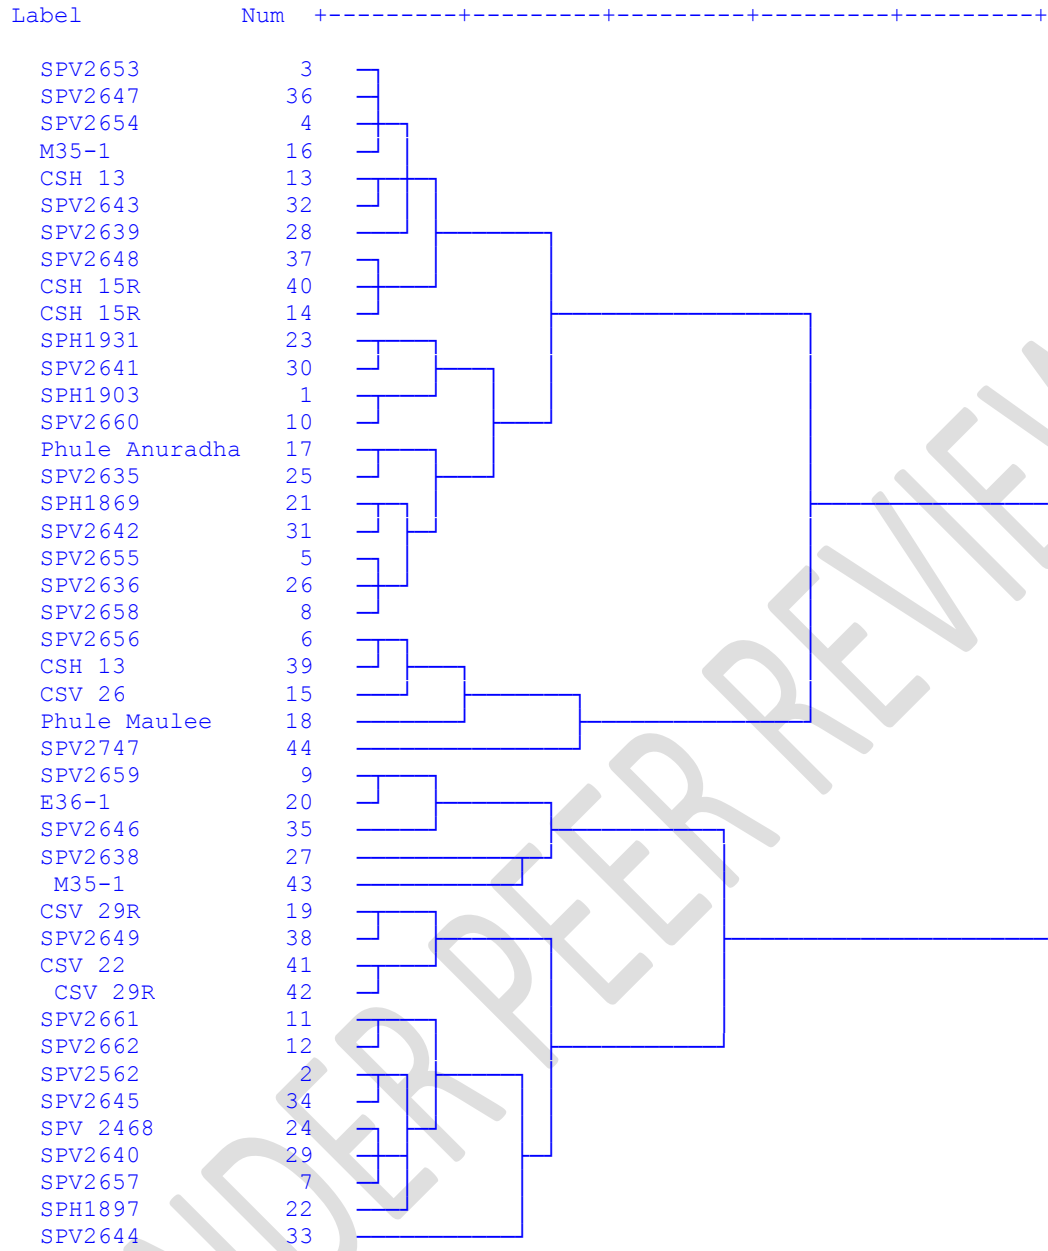 Label Num +---------+---------+---------+---------+---------+
SPV2653 3
SPV2647 36
SPV2654 4
M35-1 16
CSH 13 13
SPV2643 32
SPV2639 28
SPV2648 37
CSH 15R 40
CSH 15R 14
SPH1931 23
SPV2641 30
SPH1903 1
SPV2660 10
Phule Anuradha 17
SPV2635 25
SPH1869 21
SPV2642 31
SPV2655 5
SPV2636 26
SPV2658 8
SPV2656 6
CSH 13 39
CSV 26 15
Phule Maulee 18
SPV2747 44
SPV2659 9
E36-1 20
SPV2646 35
SPV2638 27
M35-1 43
CSV 29R 19
SPV2649 38
CSV 22 41
CSV 29R 42
SPV2661 11
SPV2662 12
SPV2562 2
SPV2645 34
SPV 2468 24
SPV2640 29
SPV2657 7
SPH1897 22
SPV2644 33
NDER PEER REVIEW